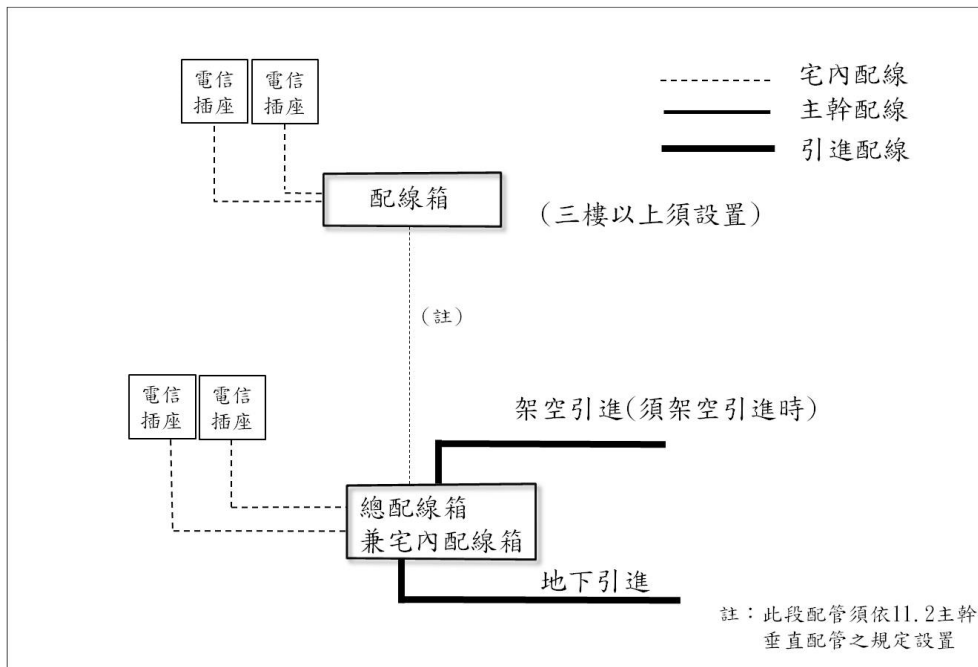 電信
插座
電信
插座
宅內配線
主幹配線
引進配線
配線箱
(三樓以上須設置)
(註)
電信
插座
電信
插座
架空引進(須架空引進時)
總配線箱
兼宅內配線箱
地下引進
註：此段配管須依11.2主幹
垂直配管之規定設置